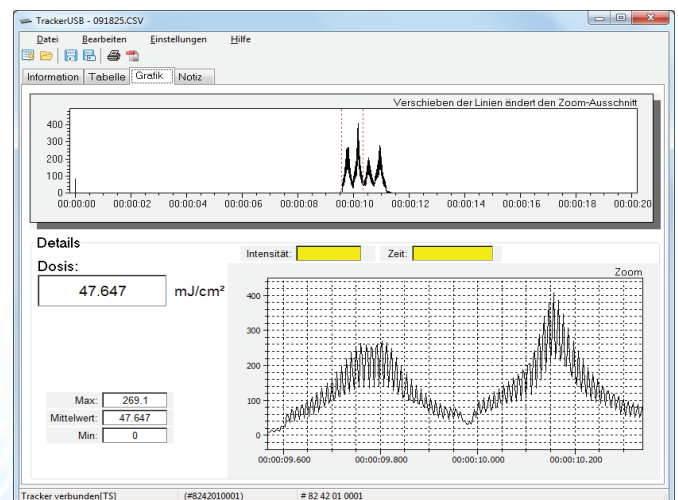 TrackerUSB - 091825.CSV
Datei Bearbeiten Einstellungen Hilfe
Information Tabelle Grafik Notiz
Verschieben der Linien ändert den Zoom-Ausschnitt
400
300
200
100
0
00:00:00 00:00:02 00:00:04 00:00:06 00:00:08 00:00:10 00:00:12 00:00:14 00:00:16 00:00:18 00:00:20
Details
Intensität: Zeit:
Dosis:
47.647 mJ/cm²
Zoom
400
300
200
100
0
00:00:09.600 00:00:09.800 00:00:10.000 00:00:10.200
Max: 269.1
Mittelwert: 47.647
Min: 0
Tracker verbunden[TS] (#8242010001) # 82 42 01 0001